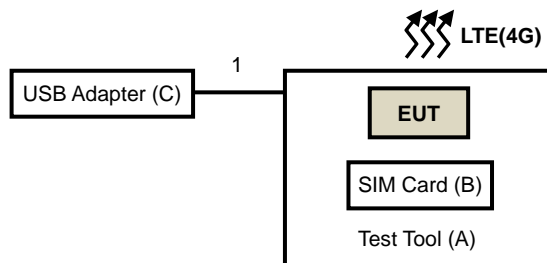 LTE(4G)
1
USB Adapter (C)
EUT
SIM Card (B)
Test Tool (A)